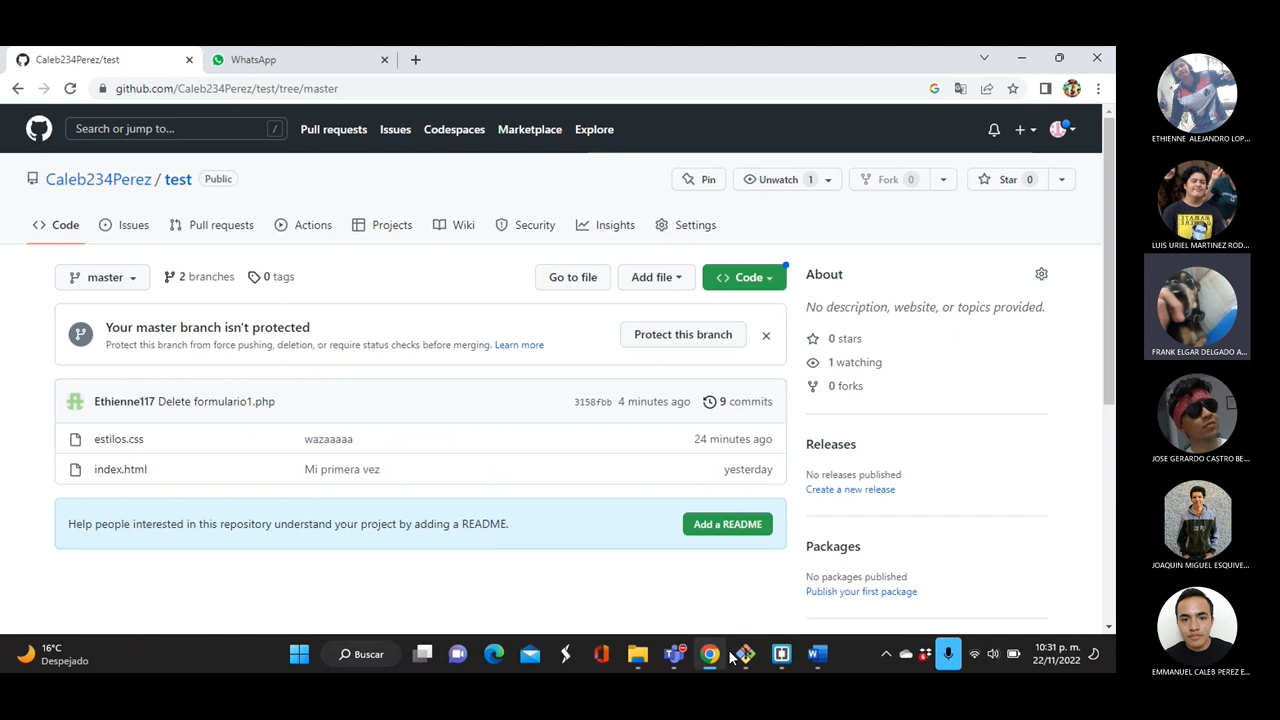 Caleb234Perez/test
WhatsApp
github.com/Caleb234Perez/test/tree/master
Search or jump to...
/
Pull requests
Issues
Codespaces
Marketplace
Explore
Caleb234Perez / test
Public
Pin
Unwatch 1
Fork 0
Star 0
Code
Issues
Pull requests
Actions
Projects
Wiki
Security
Insights
Settings
master
2 branches
0 tags
Go to file
Add file
Code
About
No description, website, or topics provided.
Your master branch isn't protected
Protect this branch from force pushing, deletion, or require status checks before merging. Learn more
Protect this branch
0 stars
1 watching
0 forks
Ethienne117 Delete formulario1.php
3158fbb 4 minutes ago
9 commits
estilos.css
wazaaaaa
24 minutes ago
index.html
Mi primera vez
yesterday
Releases
No releases published
Create a new release
Help people interested in this repository understand your project by adding a README.
Add a README
Packages
No packages published
Publish your first package
16°C
Despejado
Buscar
10:31 p. m.
22/11/2022
ETHIENNE ALEJANDRO LOP...
LUIS URIEL MARTINEZ ROD...
FRANK ELGAR DELGADO A...
JOSE GERARDO CASTRO BE...
JOAQUIN MIGUEL ESQUIVE...
EMMANUEL CALEB PEREZ E...